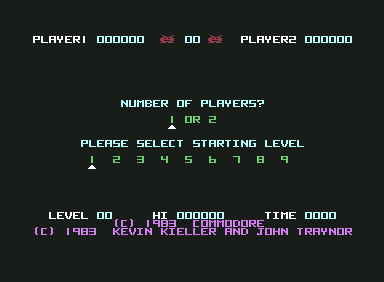 PLAYER1 000000 00 PLAYER2 000000
NUMBER OF PLAYERS?
1 OR 2
PLEASE SELECT STARTING LEVEL
1 2 3 4 5 6 7 8 9
LEVEL 00 HI 000000 TIME 0000
(C) 1983 COMMODORE
(C) 1983 KEVIN KIELLER AND JOHN TRAYNOR